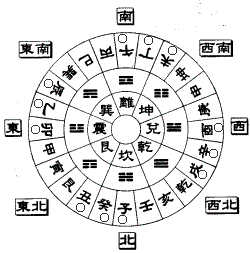 南
東南
西南
西
西北
北
東北
東
午
丁
未
坤
申
庚
酉
辛
戌
乾
亥
壬
子
癸
丑
艮
寅
甲
卯
乙
辰
巽
巳
丙
離
坤
兌
乾
坎
艮
震
巽